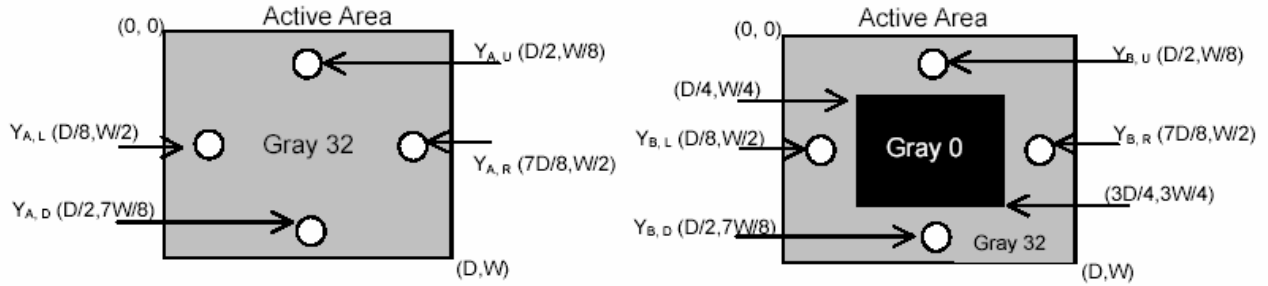 Active Area
(0, 0)
Y_A, U (D/2,W/8)
Y_A, L (D/8,W/2)
Gray 32
Y_A, R (7D/8,W/2)
Y_A, D (D/2,7W/8)
(D,W)
Active Area
(0, 0)
Y_B, U (D/2,W/8)
(D/4,W/4)
Y_B, L (D/8,W/2)
Gray 0
Y_B, R (7D/8,W/2)
(3D/4,3W/4)
Y_B, D (D/2,7W/8)
Gray 32
(D,W)